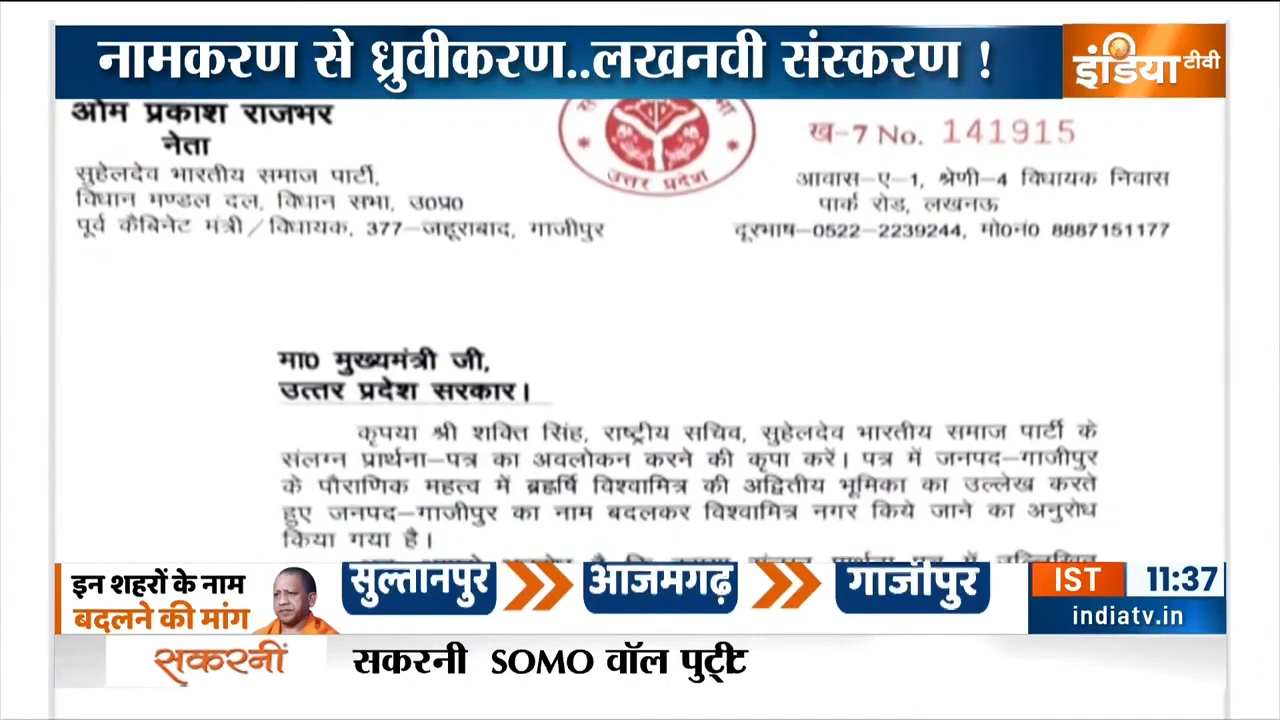 नामकरण से ध्रुवीकरण..लखनवी संस्करण !
इंडिया टीवी
ओम प्रकाश राजभर
नेता
सुहेलदेव भारतीय समाज पार्टी,
विधान मण्डल दल, विधान सभा, उ0प्र0
पूर्व कैबिनेट मंत्री/विधायक, 377-जहूराबाद, गाजीपुर
उत्तर प्रदेश
ख-7 No. 141915
आवास-ए-1, श्रेणी-4 विधायक निवास
पार्क रोड, लखनऊ
दूरभाष-0522-2239244, मो0नं0 8887151177
मा0 मुख्यमंत्री जी,
उत्तर प्रदेश सरकार।
कृपया श्री शक्ति सिंह, राष्ट्रीय सचिव, सुहेलदेव भारतीय समाज पार्टी के
संलग्न प्रार्थना-पत्र का अवलोकन करने की कृपा करें। पत्र में जनपद-गाजीपुर
के पौराणिक महत्व में ब्रह्मर्षि विश्वामित्र की अद्वितीय भूमिका का उल्लेख करते
हुए जनपद-गाजीपुर का नाम बदलकर विश्वामित्र नगर किये जाने का अनुरोध
किया गया है।
इन शहरों के नाम
बदलने की मांग
सुल्तानपुर
आजमगढ़
गाजीपुर
IST 11:37
indiatv.in
सकरनी
सकरनी SOMO वॉल पुट्टी